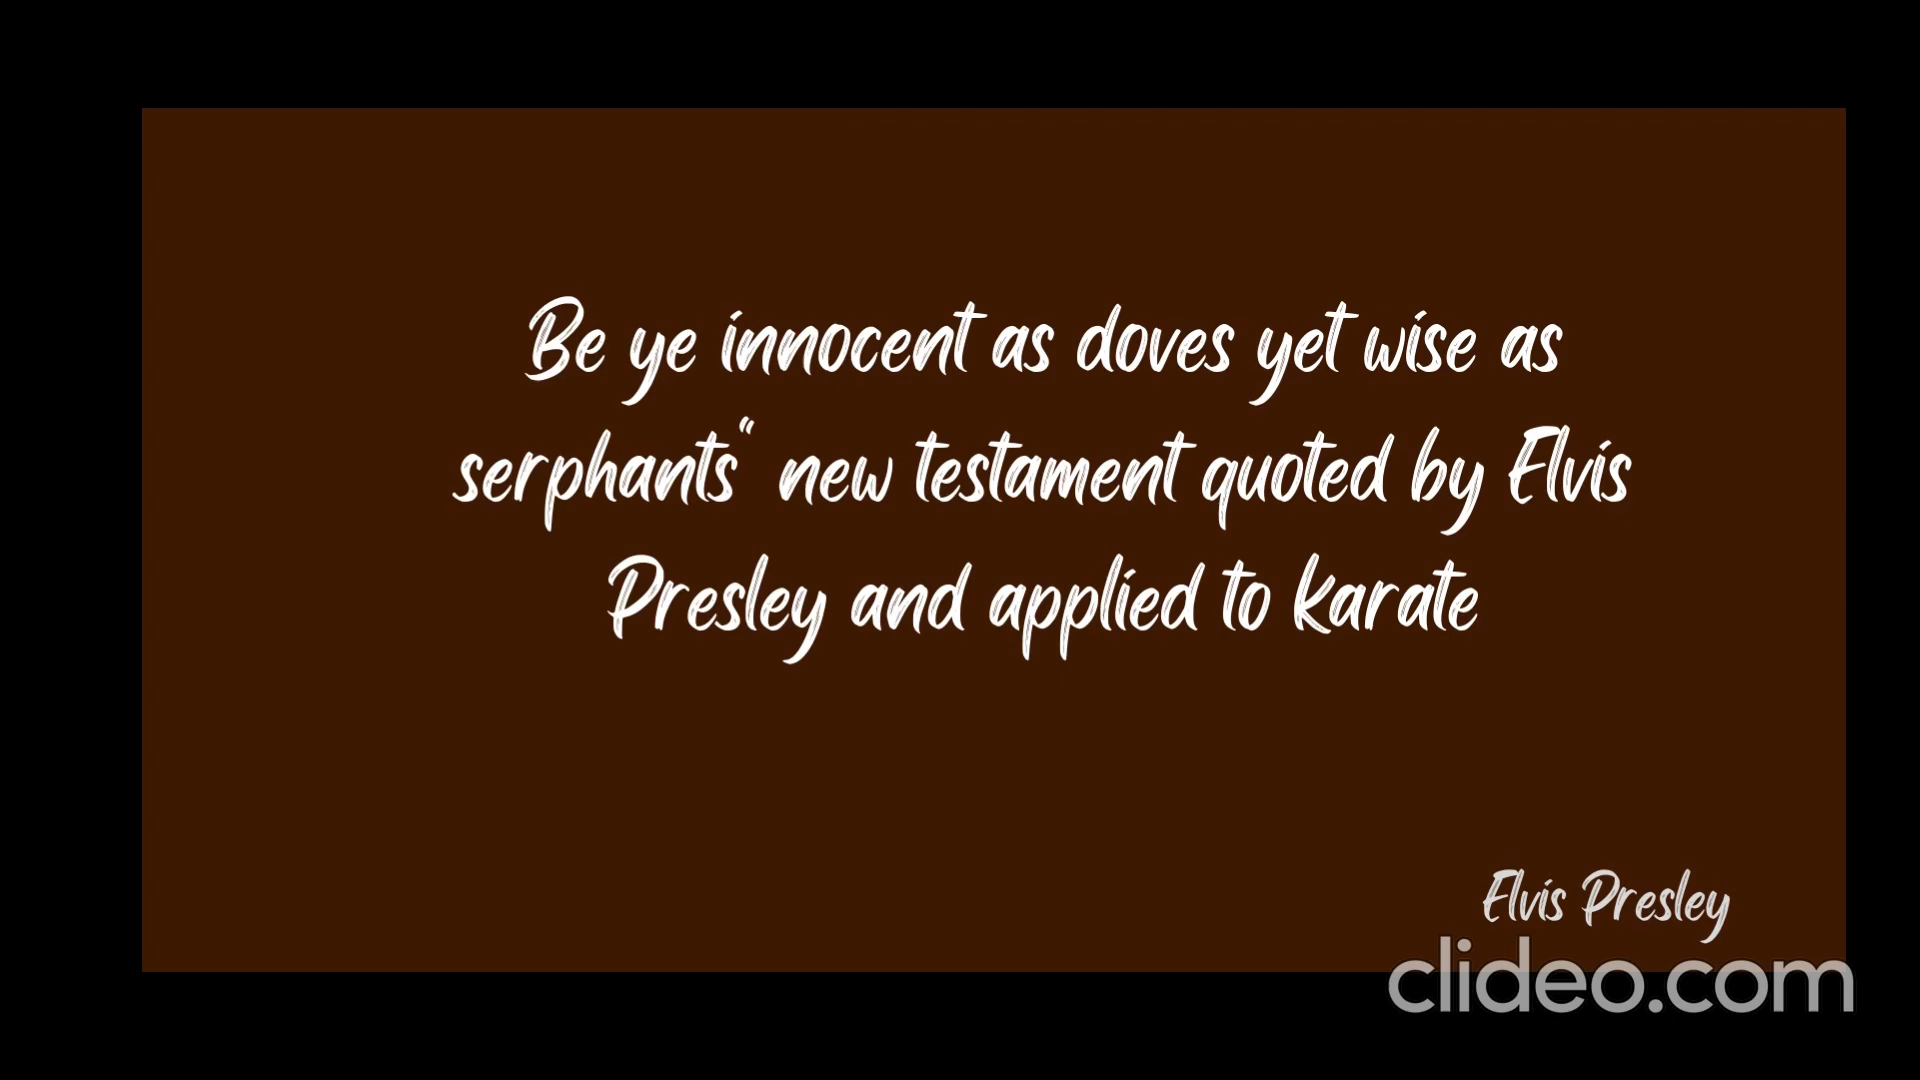 Be ye innocent as doves yet wise as
serphants“ new testament quoted by Elvis
Presley and applied to karate
Elvis Presley
clideo.com